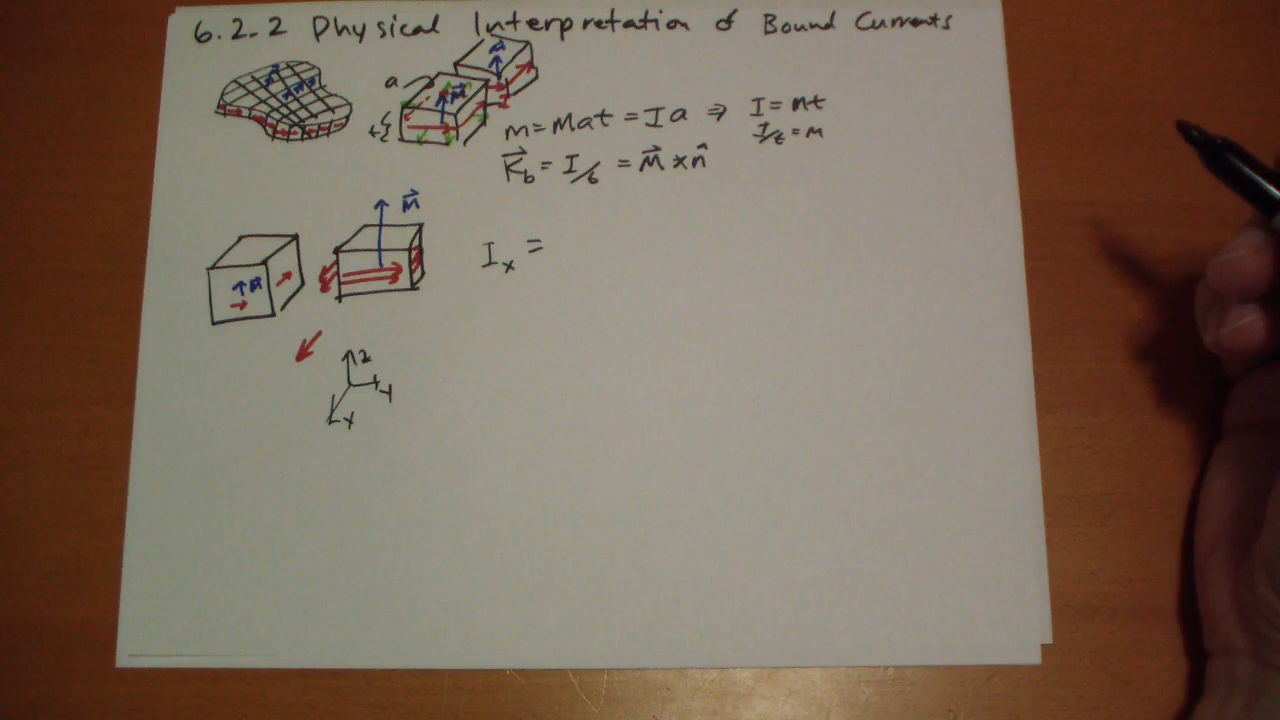 6.2.2 Physical Interpretation of Bound Currents
a
t
M⃗
M⃗
I
m = Mat = Ia ⇒ I = Mt
I/t = M
K⃗b = I/t = M⃗ × n̂
M⃗
M⃗
Ix =
z
y
x